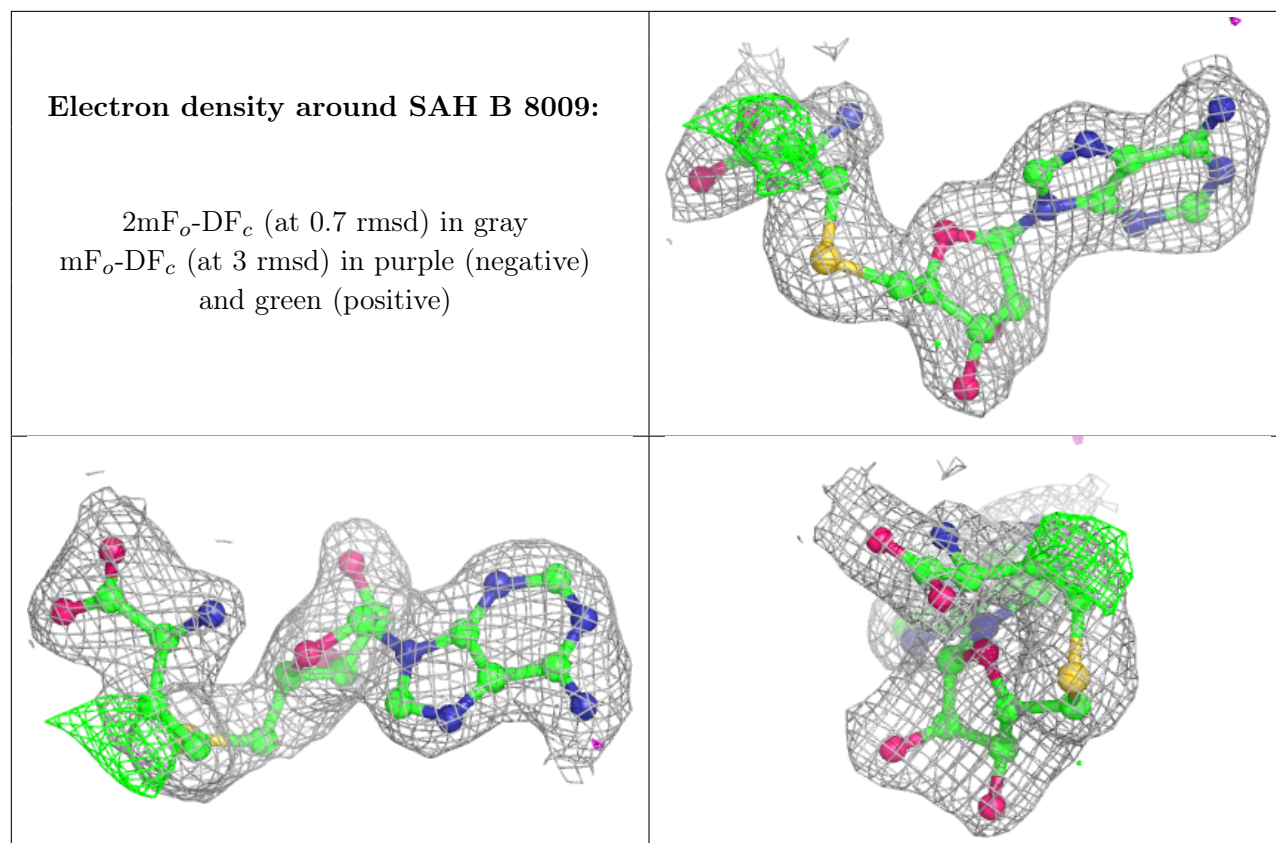 Electron density around SAH B 8009:
2mFo-DFc (at 0.7 rmsd) in gray
mFo-DFc (at 3 rmsd) in purple (negative)
and green (positive)